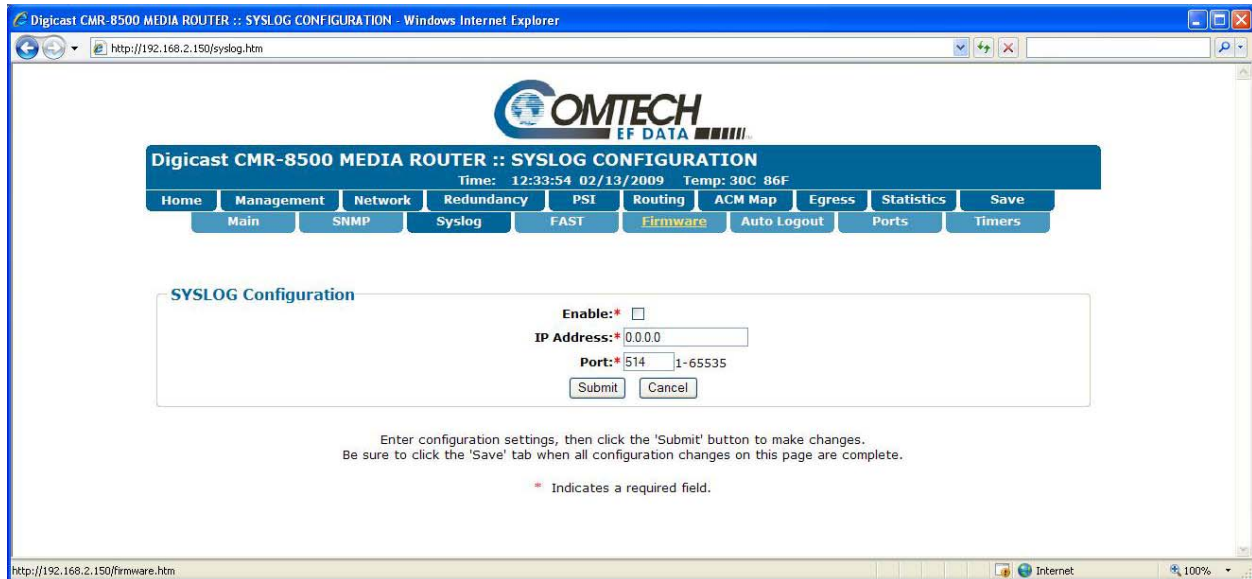 Digicast CMR-8500 MEDIA ROUTER :: SYSLOG CONFIGURATION - Windows Internet Explorer
http://192.168.2.150/syslog.htm
COMTECH
EF DATA
Digicast CMR-8500 MEDIA ROUTER :: SYSLOG CONFIGURATION
Time: 12:33:54 02/13/2009 Temp: 30C 86F
Home Management Network Redundancy PSI Routing ACM Map Egress Statistics Save
Main SNMP Syslog FAST Firmware Auto Logout Ports Timers
SYSLOG Configuration
Enable:*
IP Address:* 0.0.0.0
Port:* 514 1-65535
Submit Cancel
Enter configuration settings, then click the 'Submit' button to make changes.
Be sure to click the 'Save' tab when all configuration changes on this page are complete.
* Indicates a required field.
http://192.168.2.150/firmware.htm Internet 100%